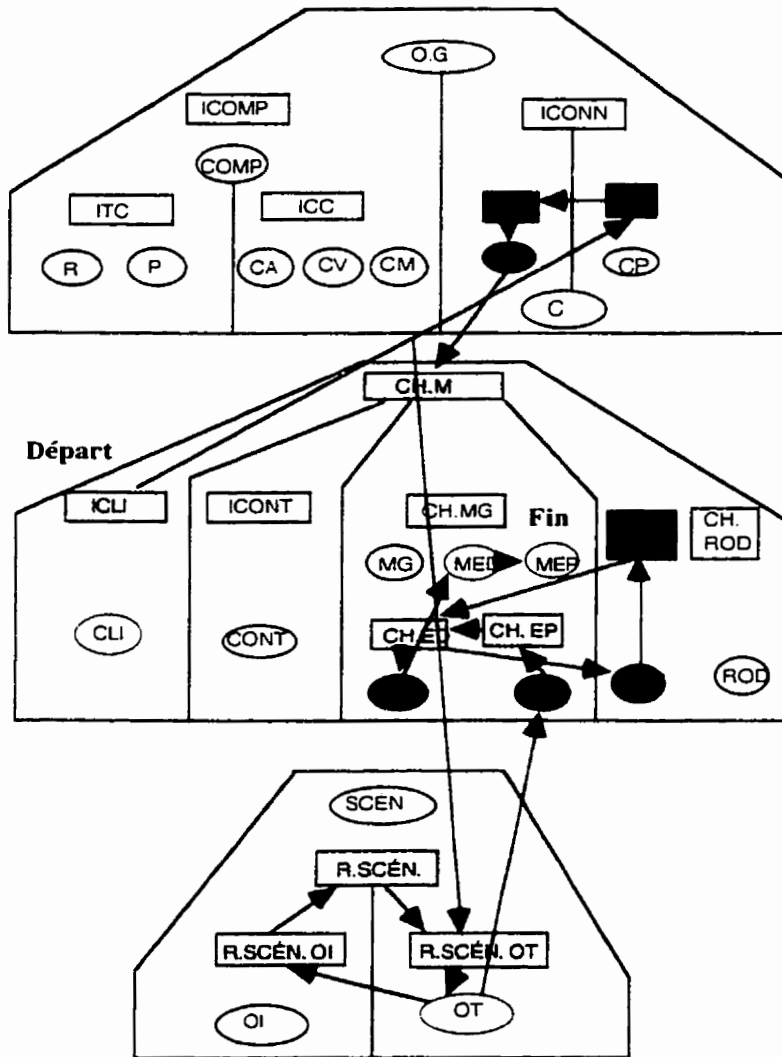 O.G
ICOMP
ICONN
COMP
ITC
ICC
R
P
CA
CV
CM
CP
C
CH.M
Départ
ICLI
ICONT
CH.MG
Fin
CH.
ROD
MG
MED
MEP
CLI
CONT
CH.ED
CH. EP
ROD
SCÉN
R.SCÉN.
R.SCÉN. OI
R.SCÉN. OT
OI
OT